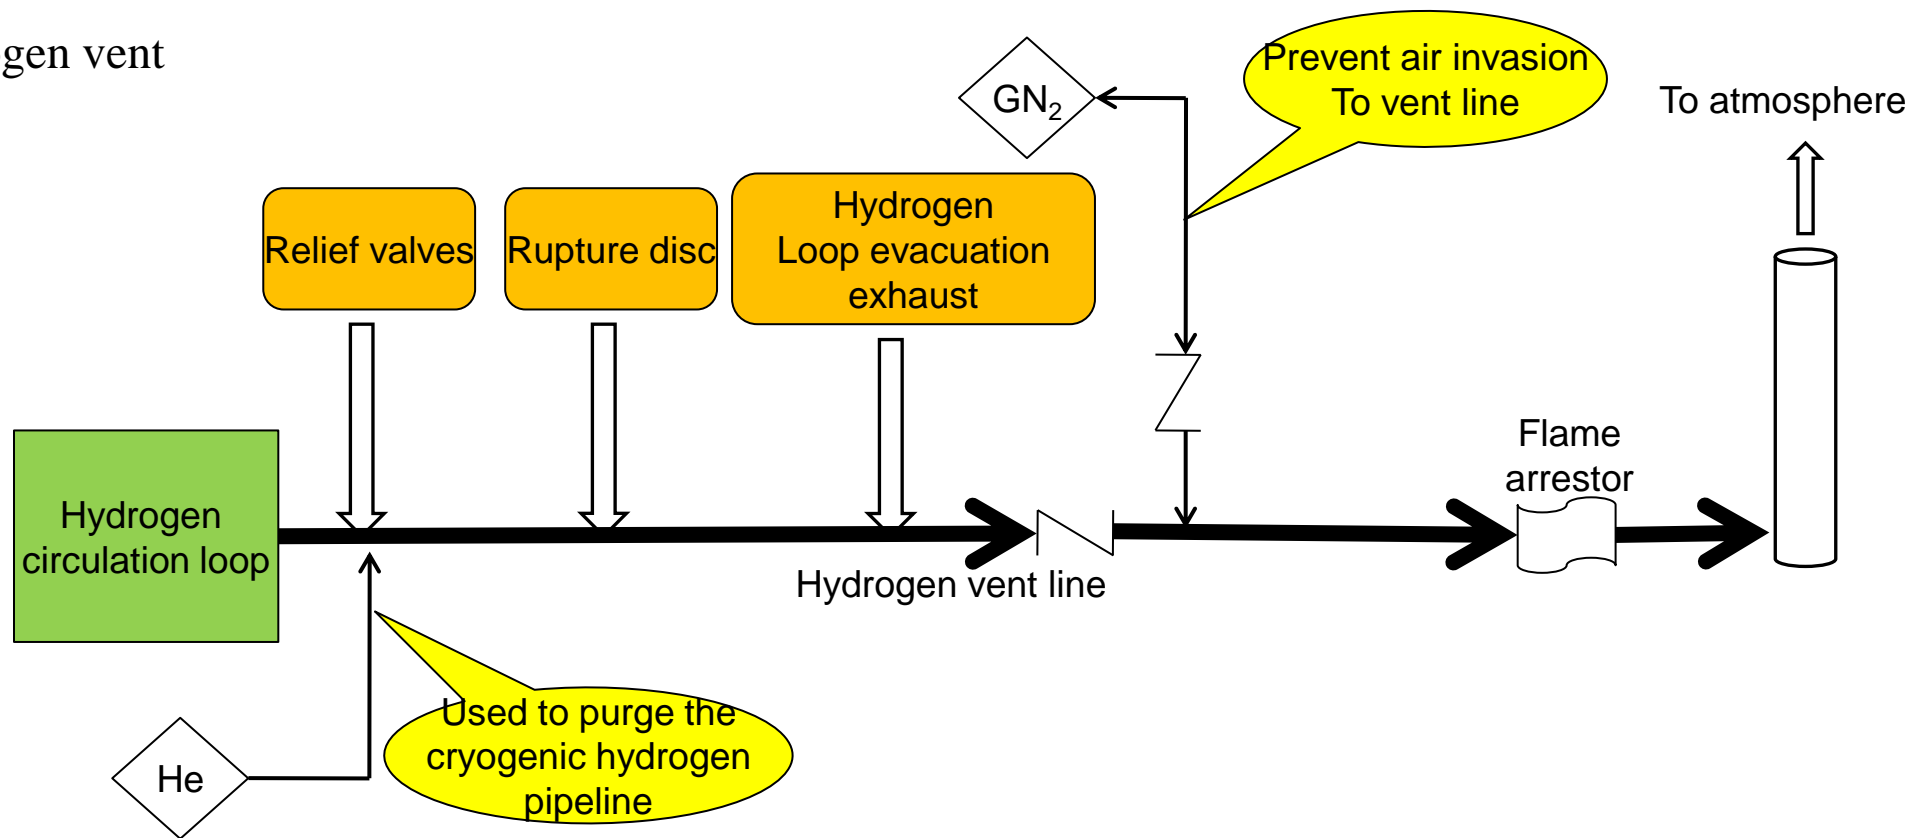 gen vent
GN₂
Prevent air invasion
To vent line
To atmosphere
Relief valves
Rupture disc
Hydrogen
Loop evacuation
exhaust
Flame
arrestor
Hydrogen
circulation loop
Hydrogen vent line
Used to purge the
cryogenic hydrogen
pipeline
He